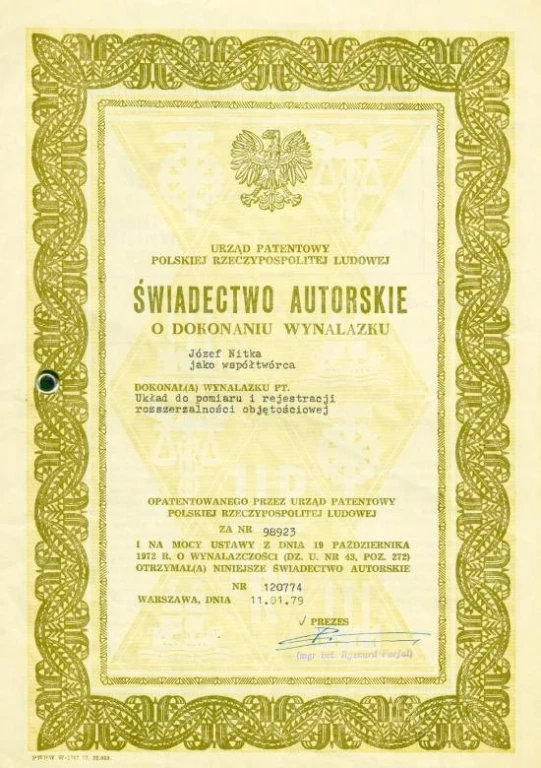 URZĄD PATENTOWY
POLSKIEJ RZECZYPOSPOLITEJ LUDOWEJ
ŚWIADECTWO AUTORSKIE
O DOKONANIU WYNALAZKU
Józef Nitka
jako współtwórca
DOKONAŁ(A) WYNALAZKU PT.
Układ do pomiaru i rejestracji
rozszerzalności objętościowej
OPATENTOWANEGO PRZEZ URZĄD PATENTOWY
POLSKIEJ RZECZYPOSPOLITEJ LUDOWEJ
ZA NR 98923
I NA MOCY USTAWY Z DNIA 19 PAŹDZIERNIKA
1972 R. O WYNALAZCZOŚCI (DZ. U. NR 43, POZ. 272)
OTRZYMAŁ(A) NINIEJSZE ŚWIADECTWO AUTORSKIE
NR 120774
WARSZAWA, DNIA 11.01.79
PREZES
(mgr